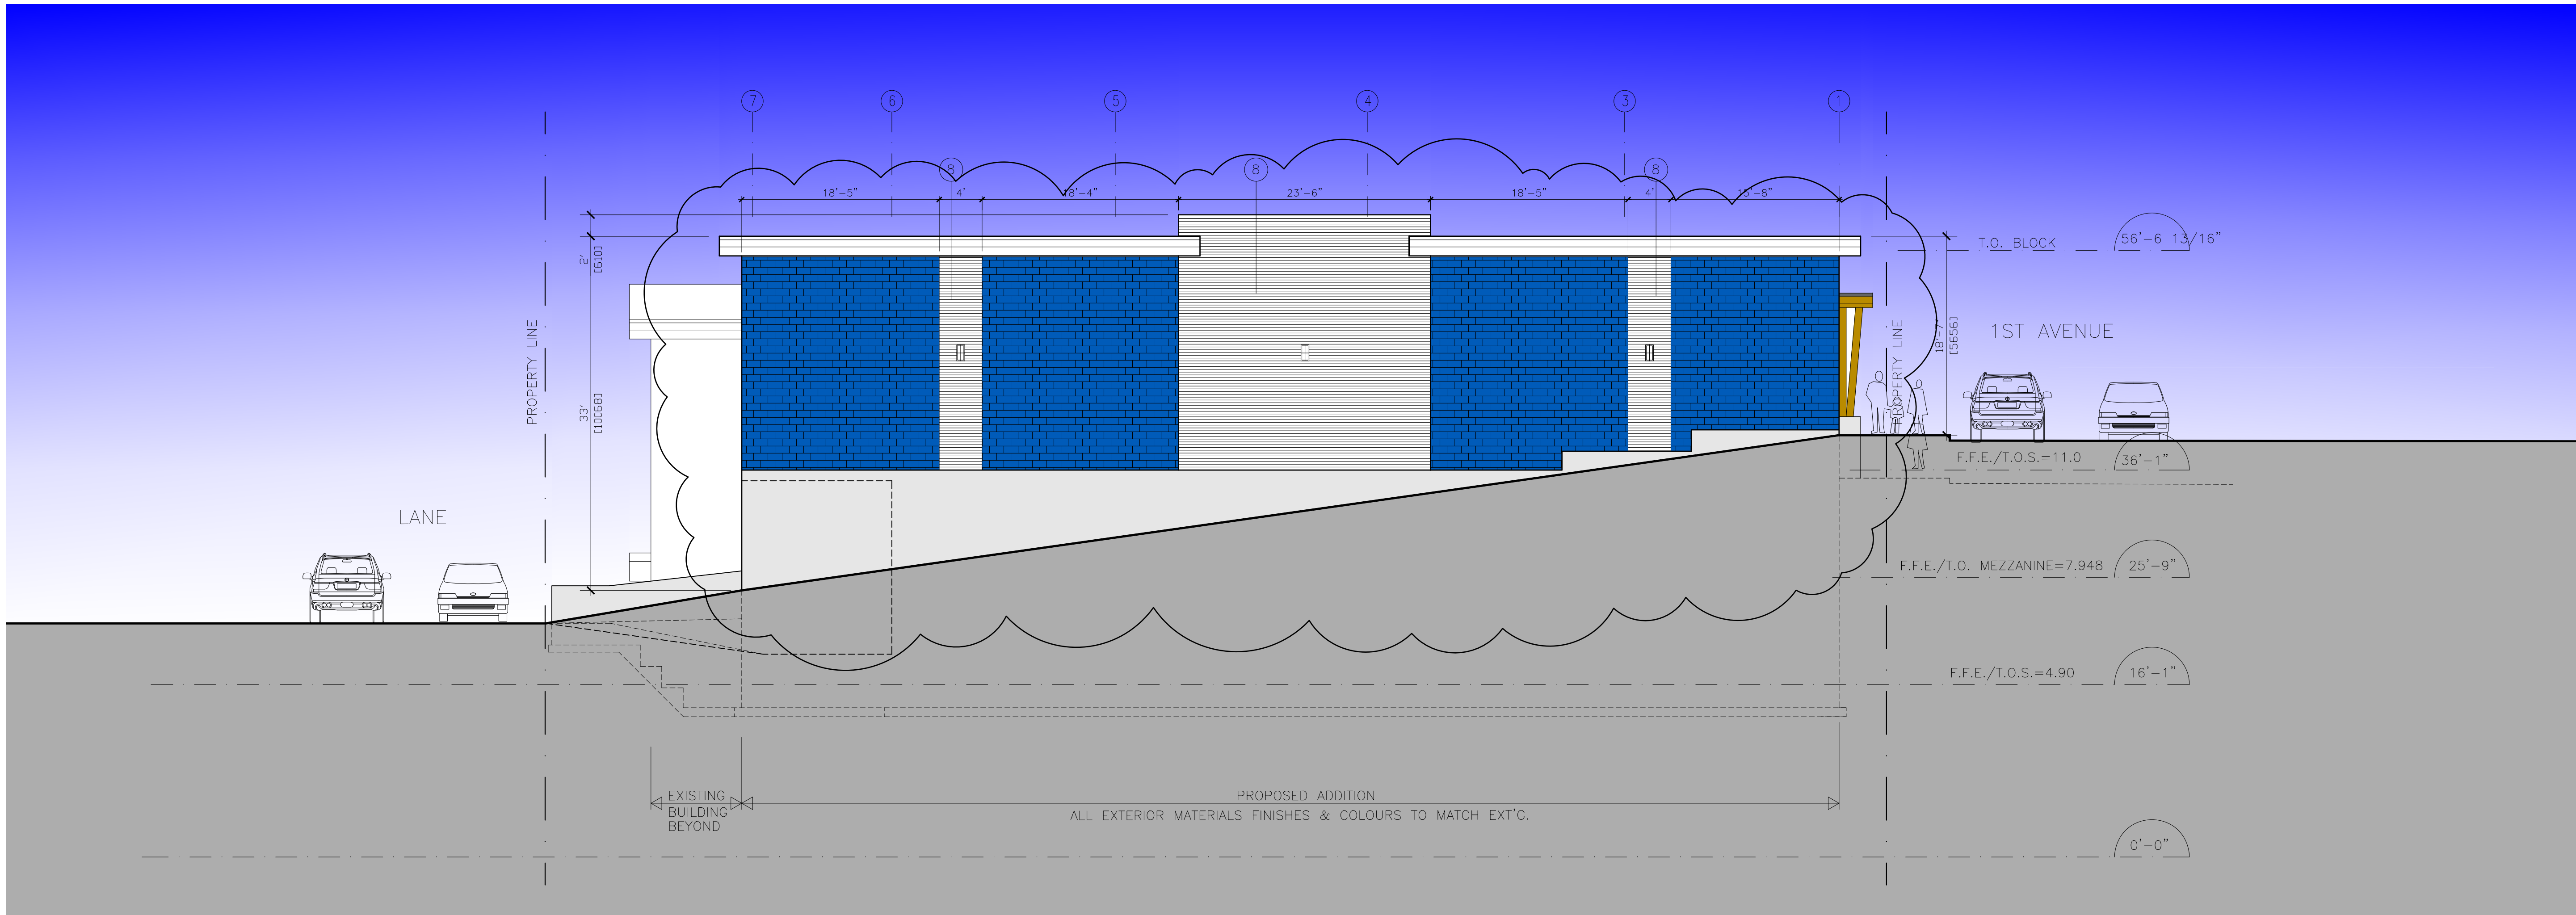 7
6
5
4
3
1
8
8
8
18'-5"
4'
18'-4"
23'-6"
18'-5"
4'
15'-8"
2'
[610]
33'
[10068]
18'-7"
[5656]
T.O. BLOCK
56'-6 13/16"
PROPERTY LINE
PROPERTY LINE
1ST AVENUE
F.F.E./T.O.S.=11.0
36'-1"
LANE
F.F.E./T.O. MEZZANINE=7.948
25'-9"
F.F.E./T.O.S.=4.90
16'-1"
EXISTING
BUILDING
BEYOND
PROPOSED ADDITION
ALL EXTERIOR MATERIALS FINISHES & COLOURS TO MATCH EXT'G.
0'-0"